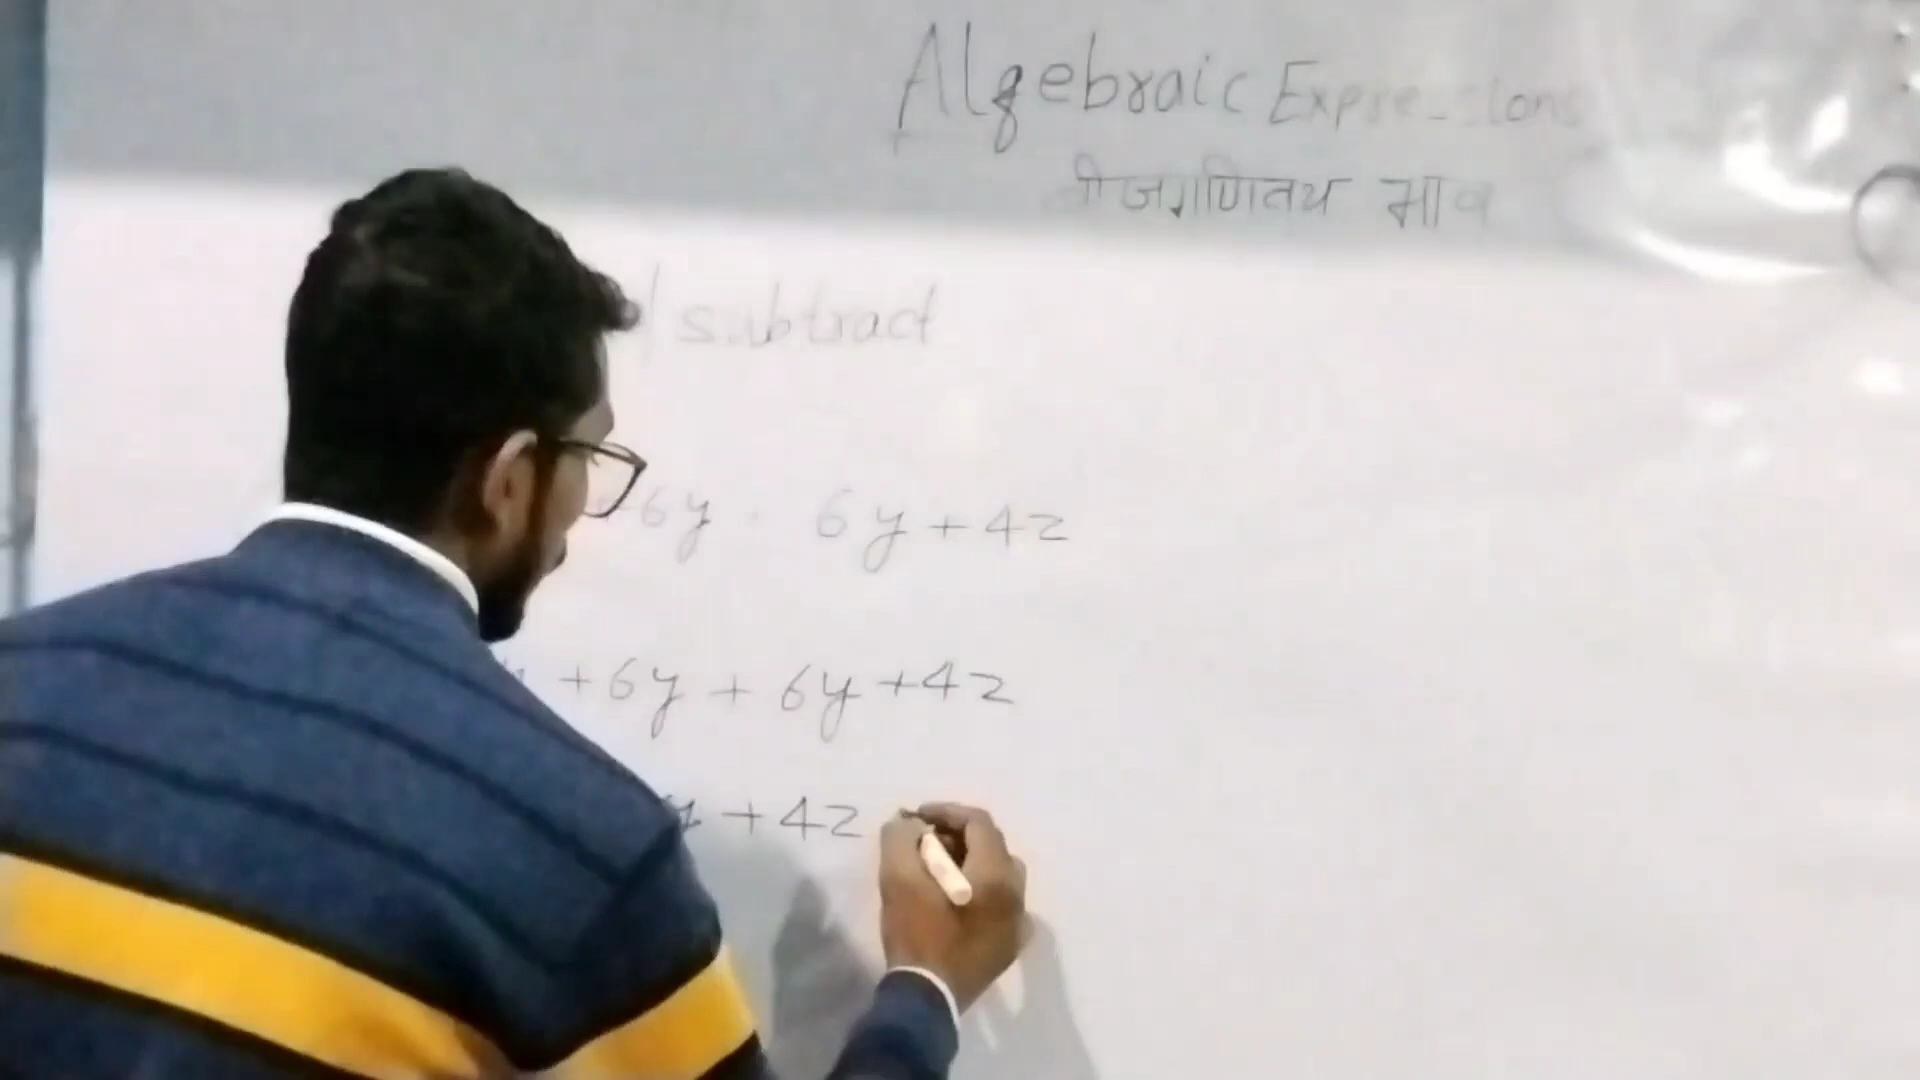 Algebraic Expressions
बीजगणितय भाव
subtract
+6y . 6y+4z
+6y + 6y +4z
+4z